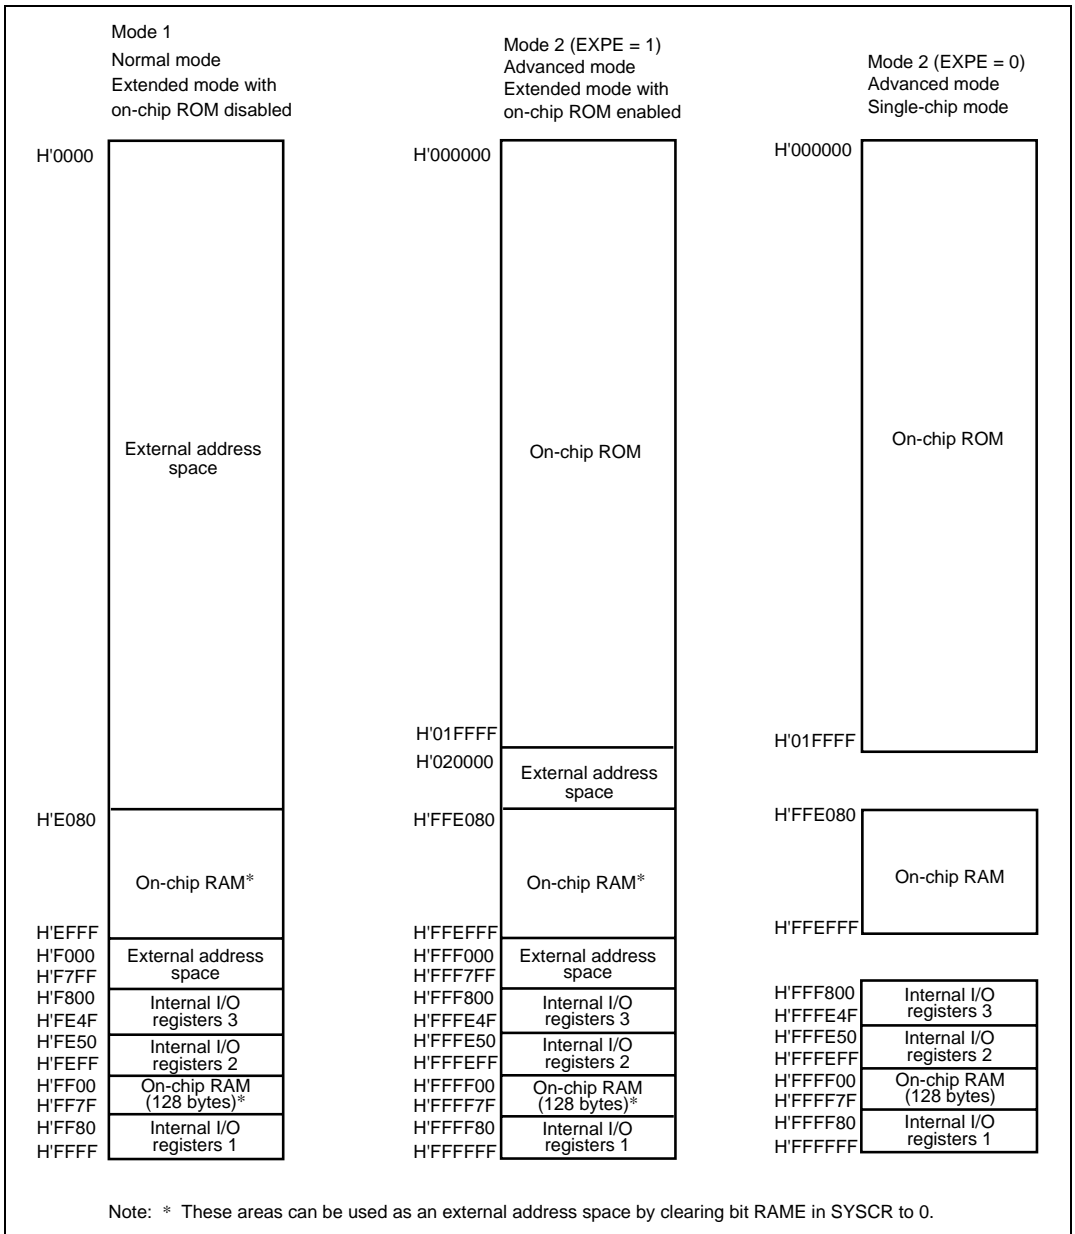 Mode 1
Normal mode
Extended mode with
on-chip ROM disabled
H'0000
External address
space
H'E080
On-chip RAM*
H'EFFF
H'F000
External address
space
H'F7FF
H'F800
Internal I/O
registers 3
H'FE4F
H'FE50
Internal I/O
registers 2
H'FEFF
H'FF00
On-chip RAM
(128 bytes)*
H'FF7F
H'FF80
Internal I/O
registers 1
H'FFFF
Mode 2 (EXPE = 1)
Advanced mode
Extended mode with
on-chip ROM enabled
H'000000
On-chip ROM
H'01FFFF
H'020000
External address
space
H'FFE080
On-chip RAM*
H'FFEFFF
H'FFF000
External address
space
H'FFF7FF
H'FFF800
Internal I/O
registers 3
H'FFFE4F
H'FFFE50
Internal I/O
registers 2
H'FFFEFF
H'FFFF00
On-chip RAM
(128 bytes)*
H'FFFF7F
H'FFFF80
Internal I/O
registers 1
H'FFFFFF
Mode 2 (EXPE = 0)
Advanced mode
Single-chip mode
H'000000
On-chip ROM
H'01FFFF
H'FFE080
On-chip RAM
H'FFEFFF
H'FFF800
Internal I/O
registers 3
H'FFFE4F
H'FFFE50
Internal I/O
registers 2
H'FFFEFF
H'FFFF00
On-chip RAM
(128 bytes)
H'FFFF7F
H'FFFF80
Internal I/O
registers 1
H'FFFFFF
Note: * These areas can be used as an external address space by clearing bit RAME in SYSCR to 0.